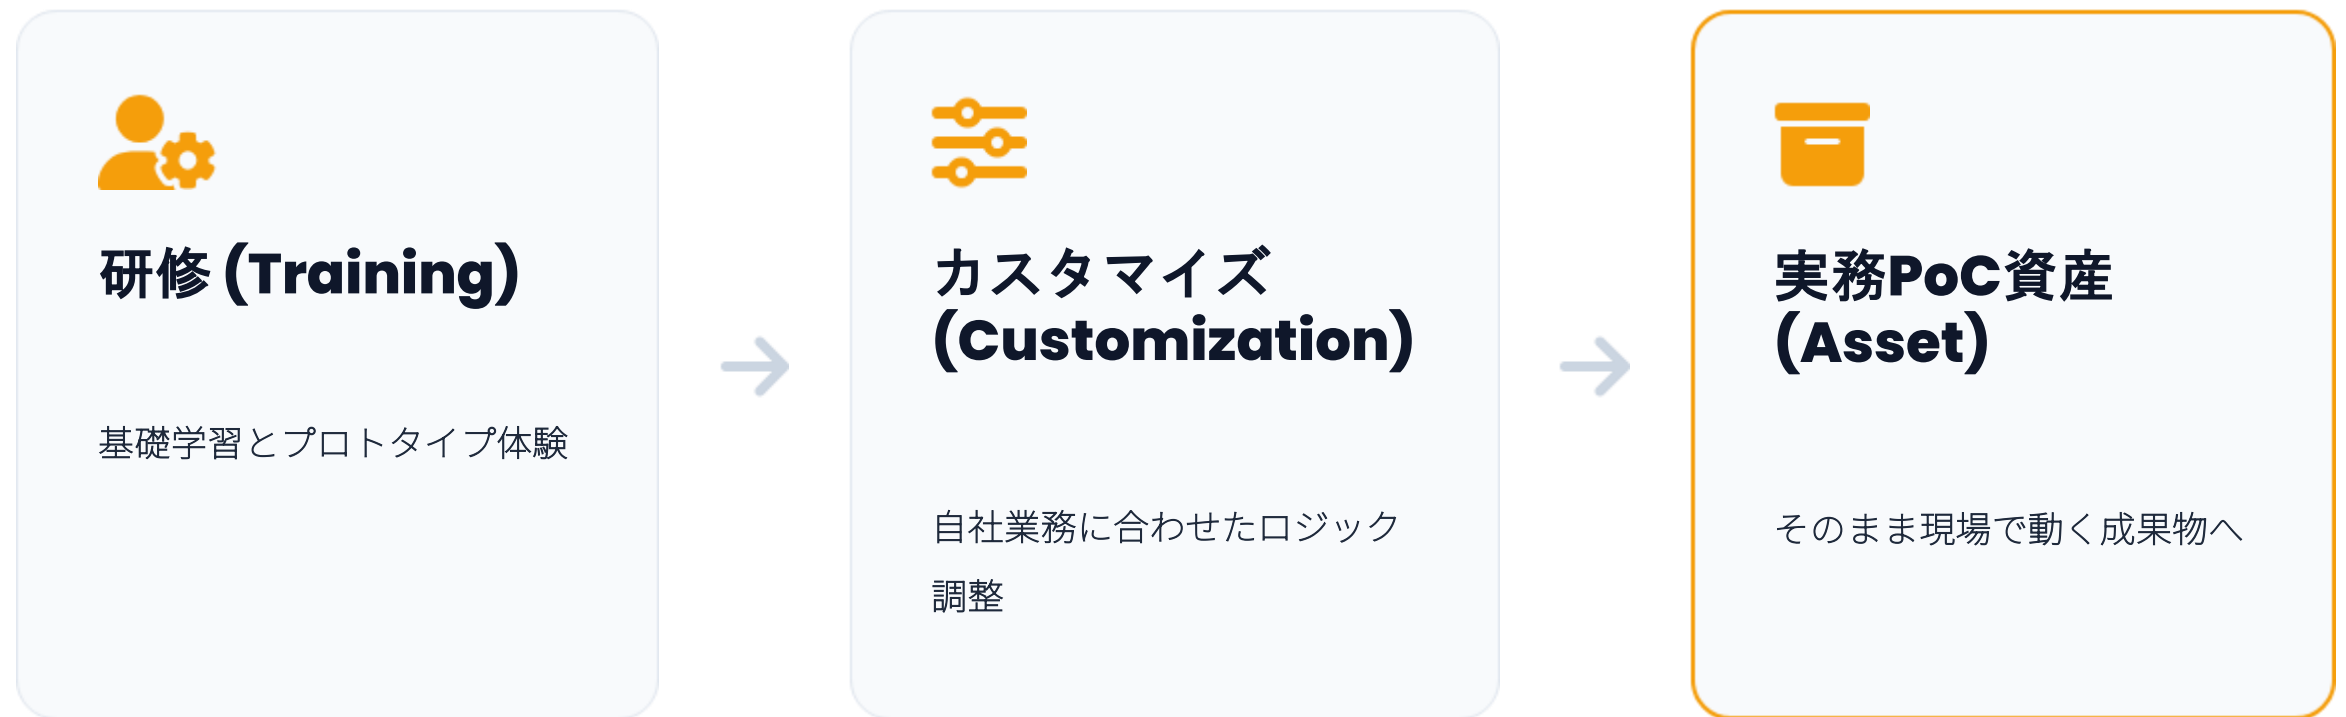 研修 (Training)
基礎学習とプロトタイプ体験
カスタマイズ
(Customization)
自社業務に合わせたロジック
調整
実務PoC資産
(Asset)
そのまま現場で動く成果物へ